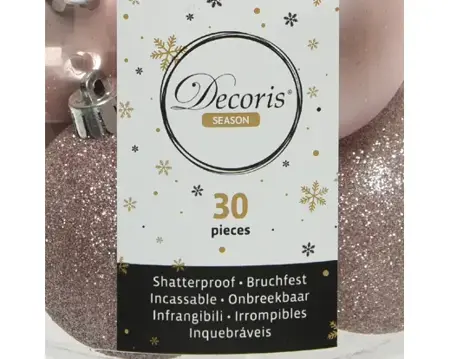 Decoris®
SEASON
30
pieces
Shatterproof • Bruchfest
Incassable • Onbreekbaar
Infrangibili • Irrompibles
Inquebráveis